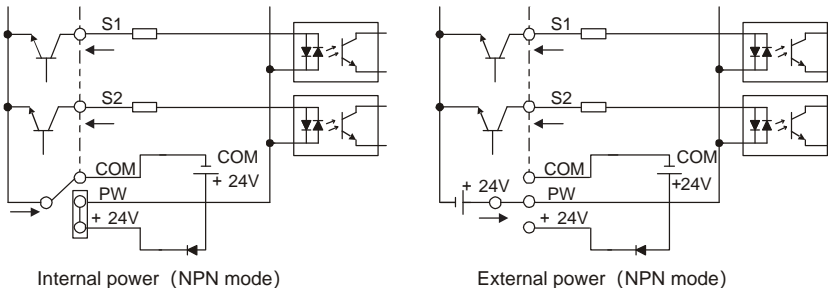 S1
S2
COM
COM
+ 24V
PW
+ 24V
Internal power (NPN mode)
S1
S2
COM
COM
+24V
+ 24V
PW
+ 24V
External power (NPN mode)